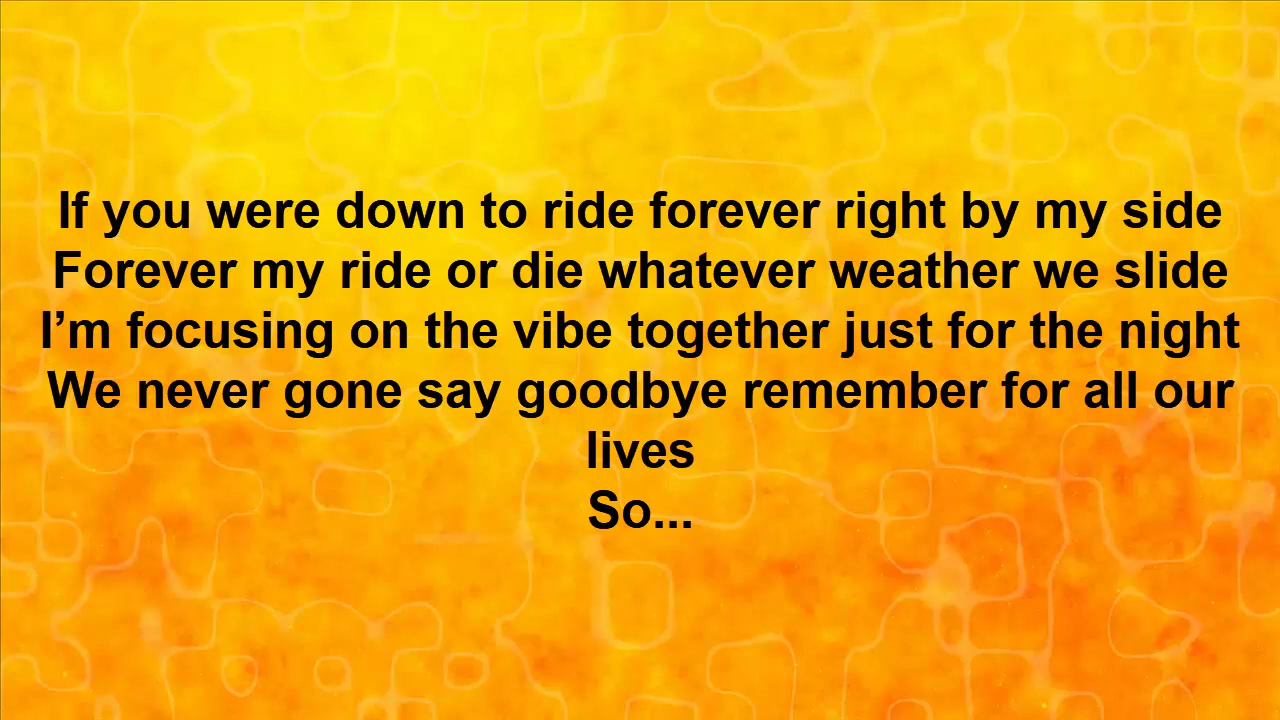 If you were down to ride forever right by my side
Forever my ride or die whatever weather we slide
I’m focusing on the vibe together just for the night
We never gone say goodbye remember for all our
lives
So...